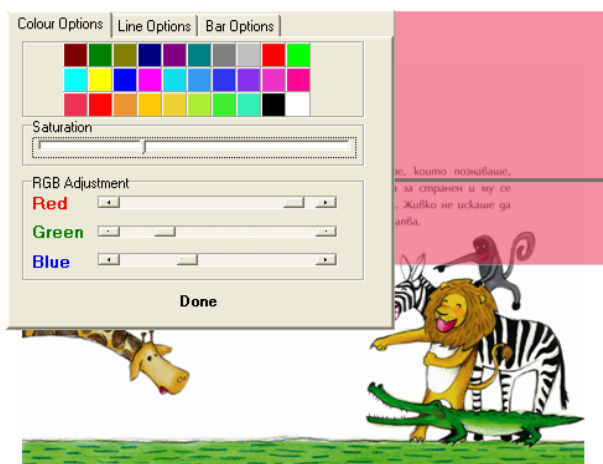 Colour Options
Line Options
Bar Options
Saturation
RGB Adjustment
Red
Green
Blue
Done
които познаваше,
за странен и му се
Живко не искаше да